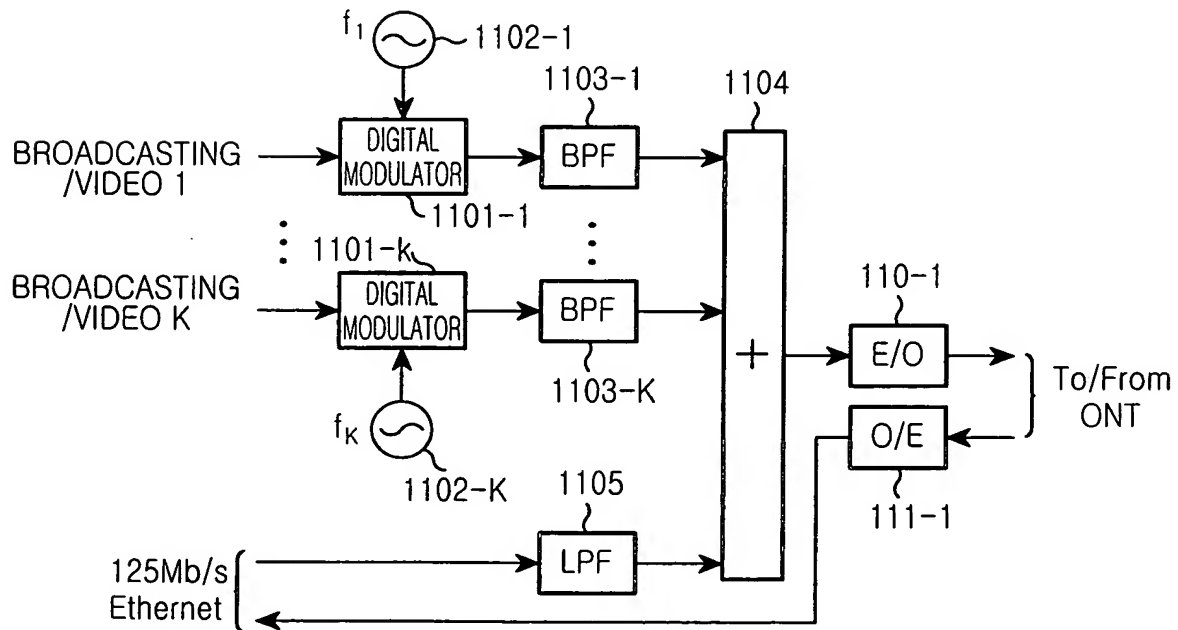 f1
1102-1
1103-1
1104
BROADCASTING
/VIDEO 1
DIGITAL
MODULATOR
BPF
1101-1
1101-k
BROADCASTING
/VIDEO K
DIGITAL
MODULATOR
BPF
110-1
+
E/O
1103-K
To/From
ONT
fK
O/E
1102-K
1105
111-1
125Mb/s
Ethernet
LPF